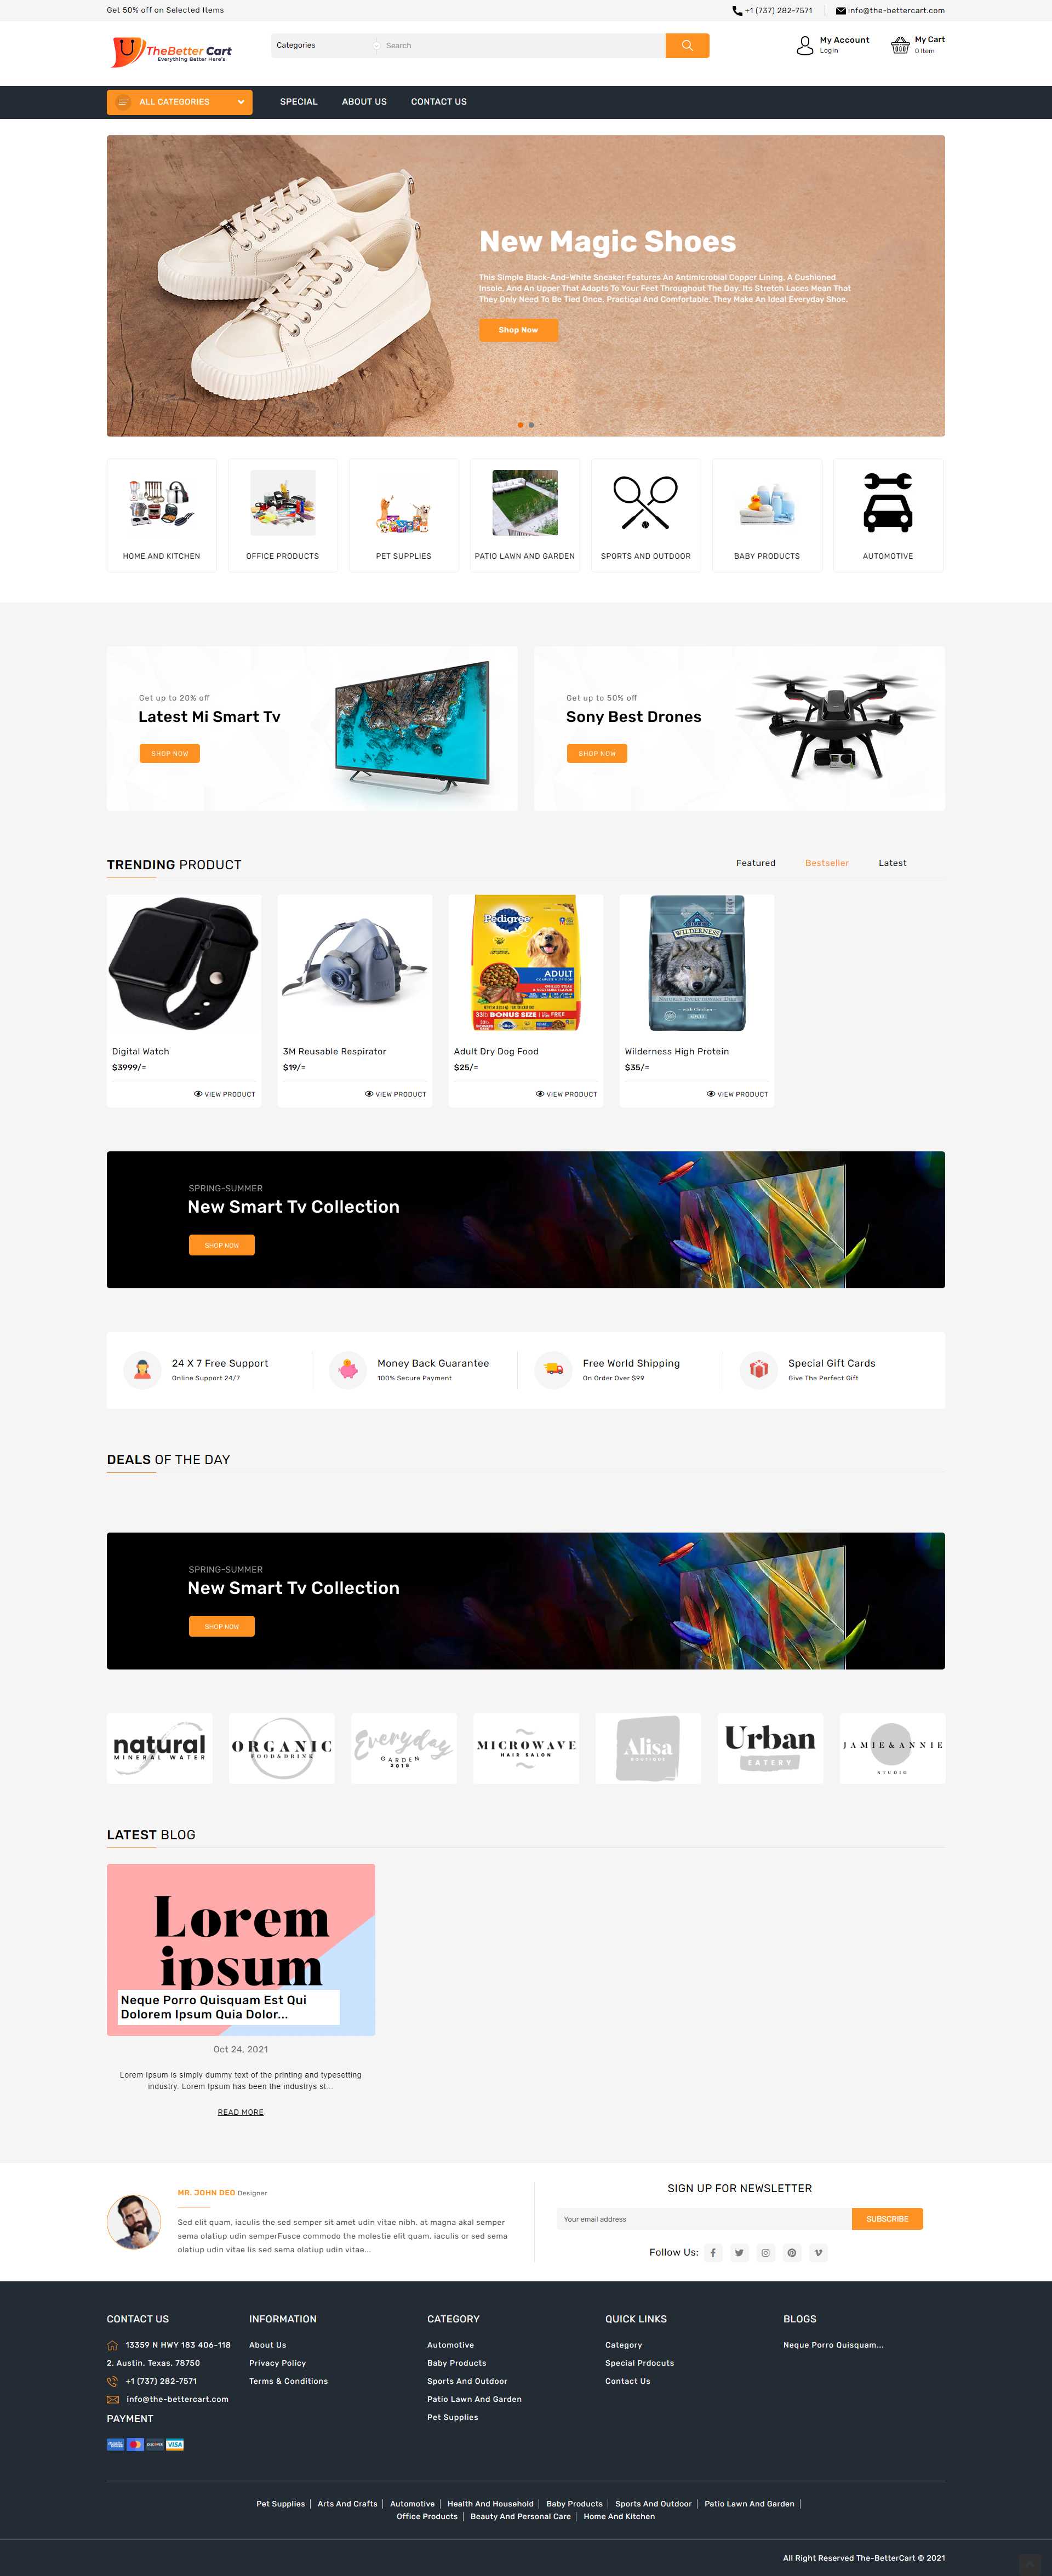 Get 50% off on Selected Items
+1 (737) 282-7571
info@the-bettercart.com
TheBetter Cart
Everything Better Here's
Categories
Search
My Account
Login
My Cart
0 Item
ALL CATEGORIES
SPECIAL
ABOUT US
CONTACT US
New Magic Shoes
This Simple Black-And-White Sneaker Features An Antimicrobial Copper Lining, A Cushioned
Insole, And An Upper That Adapts To Your Feet Throughout The Day. Its Stretch Laces Mean That
They Only Need To Be Tied Once. Practical And Comfortable, They Make An Ideal Everyday Shoe.
Shop Now
HOME AND KITCHEN
OFFICE PRODUCTS
PET SUPPLIES
PATIO LAWN AND GARDEN
SPORTS AND OUTDOOR
BABY PRODUCTS
AUTOMOTIVE
Get up to 20% off
Latest Mi Smart Tv
SHOP NOW
Get up to 50% off
Sony Best Drones
SHOP NOW
TRENDING PRODUCT
Featured
Bestseller
Latest
Pedigree
ADULT
COMPLETE NUTRITION
33lb BONUS SIZE
FREE
BLUE
WILDERNESS
Digital Watch
$3999/=
VIEW PRODUCT
3M Reusable Respirator
$19/=
VIEW PRODUCT
Adult Dry Dog Food
$25/=
VIEW PRODUCT
Wilderness High Protein
$35/=
VIEW PRODUCT
SPRING-SUMMER
New Smart Tv Collection
SHOP NOW
24 X 7 Free Support
Online Support 24/7
Money Back Guarantee
100% Secure Payment
Free World Shipping
On Order Over $99
Special Gift Cards
Give The Perfect Gift
DEALS OF THE DAY
SPRING-SUMMER
New Smart Tv Collection
SHOP NOW
natural
MINERAL WATER
ORGANIC
FOOD&DRINK
Everyday
GARDEN
2018
MICROWAVE
HAIR SALON
Alisa
BOUTIQUE
Urban
EATERY
JAMIE&ANNIE
STUDIO
LATEST BLOG
Lorem
ipsum
Neque Porro Quisquam Est Qui
Dolorem Ipsum Quia Dolor...
Oct 24, 2021
Lorem Ipsum is simply dummy text of the printing and typesetting
industry. Lorem Ipsum has been the industrys st...
READ MORE
MR. JOHN DEO Designer
Sed elit quam, iaculis the sed semper sit amet udin vitae nibh. at magna akal semper
sema olatiup udin semperFusce commodo the molestie elit quam, iaculis or sed sema
olatiup udin vitae lis sed sema olatiup udin vitae...
SIGN UP FOR NEWSLETTER
Your email address
SUBSCRIBE
Follow Us:
CONTACT US
13359 N HWY 183 406-118
2, Austin, Texas, 78750
+1 (737) 282-7571
info@the-bettercart.com
PAYMENT
VISA
INFORMATION
About Us
Privacy Policy
Terms & Conditions
CATEGORY
Automotive
Baby Products
Sports And Outdoor
Patio Lawn And Garden
Pet Supplies
QUICK LINKS
Category
Special Prdocuts
Contact Us
BLOGS
Neque Porro Quisquam...
Pet Supplies | Arts And Crafts | Automotive | Health And Household | Baby Products | Sports And Outdoor | Patio Lawn And Garden |
Office Products | Beauty And Personal Care | Home And Kitchen
All Right Reserved The-BetterCart © 2021